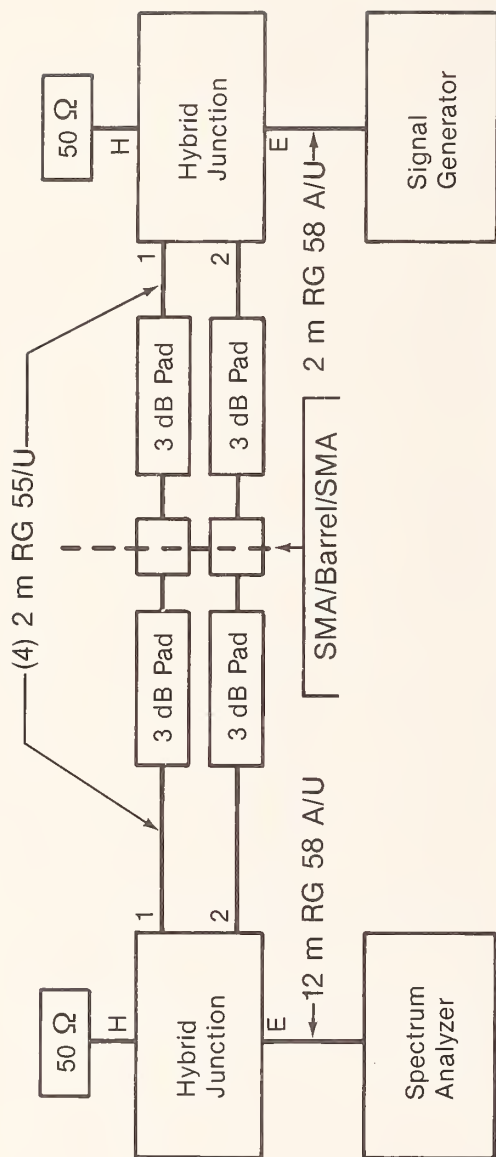 (4) 2 m RG 55/U
50 Ω
H
Hybrid
Junction
1
2
E
12 m RG 58 A/U
Spectrum
Analyzer
3 dB Pad
3 dB Pad
SMA/Barrel/SMA
3 dB Pad
3 dB Pad
50 Ω
H
1
2
Hybrid
Junction
E
2 m RG 58 A/U
Signal
Generator